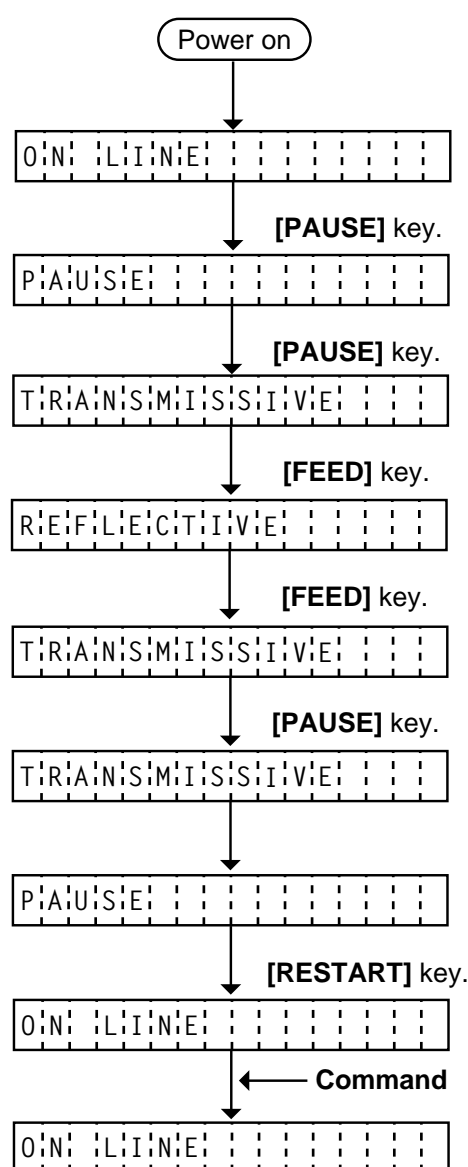 Power on
ON LINE
[PAUSE] key.
PAUSE
[PAUSE] key.
TRANSMISSIVE
[FEED] key.
REFLECTIVE
[FEED] key.
TRANSMISSIVE
[PAUSE] key.
TRANSMISSIVE
PAUSE
[RESTART] key.
ON LINE
Command
ON LINE